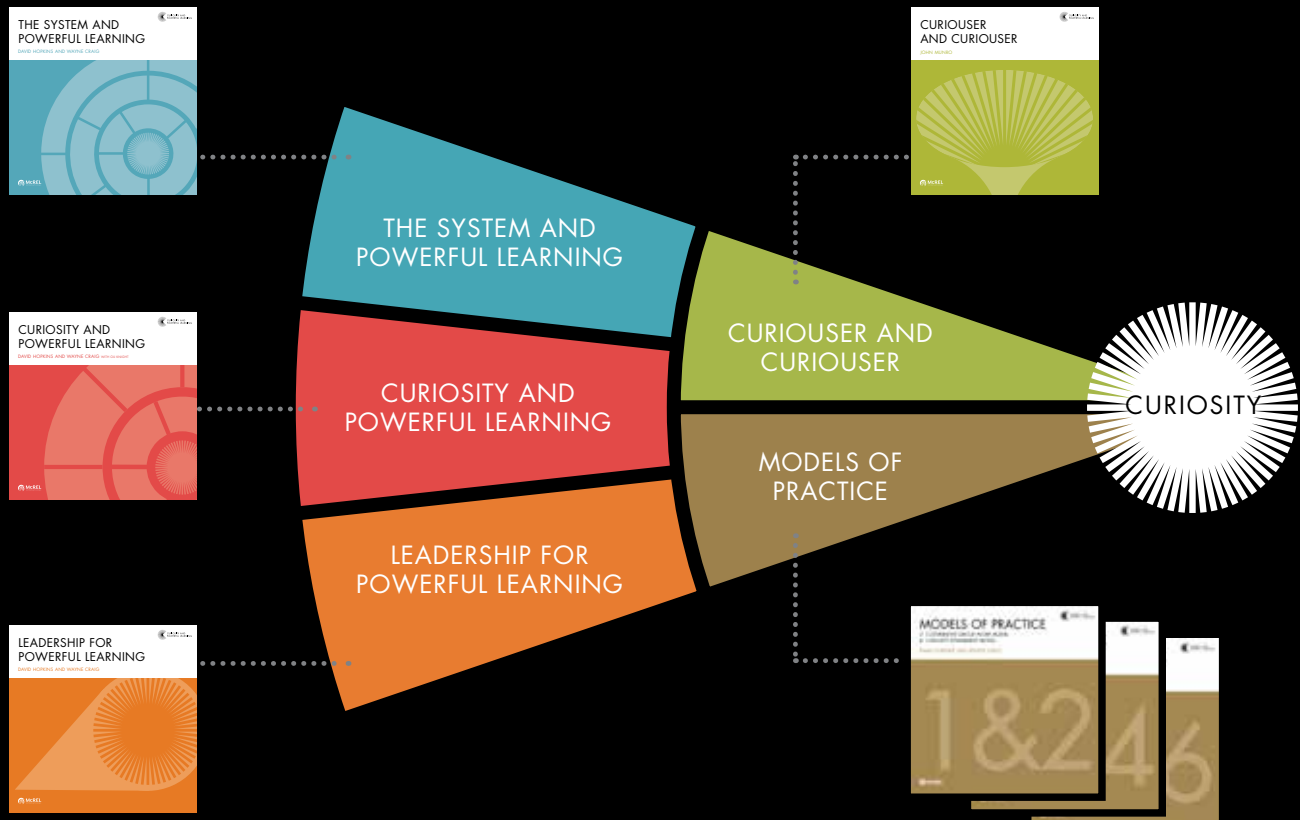 THE SYSTEM AND
POWERFUL LEARNING
DAVID HOPKINS AND WAYNE CRAIG
McREL
CURIOUSER
AND CURIOUSER
JOHN MUNRO
McREL
THE SYSTEM AND
POWERFUL LEARNING
CURIOUSER AND
CURIOUSER
CURIOSITY AND
POWERFUL LEARNING
DAVID HOPKINS AND WAYNE CRAIG
McREL
CURIOSITY AND
POWERFUL LEARNING
CURIOSITY
MODELS OF
PRACTICE
LEADERSHIP FOR
POWERFUL LEARNING
LEADERSHIP FOR
POWERFUL LEARNING
DAVID HOPKINS AND WAYNE CRAIG
McREL
MODELS OF PRACTICE
1&2
4
6